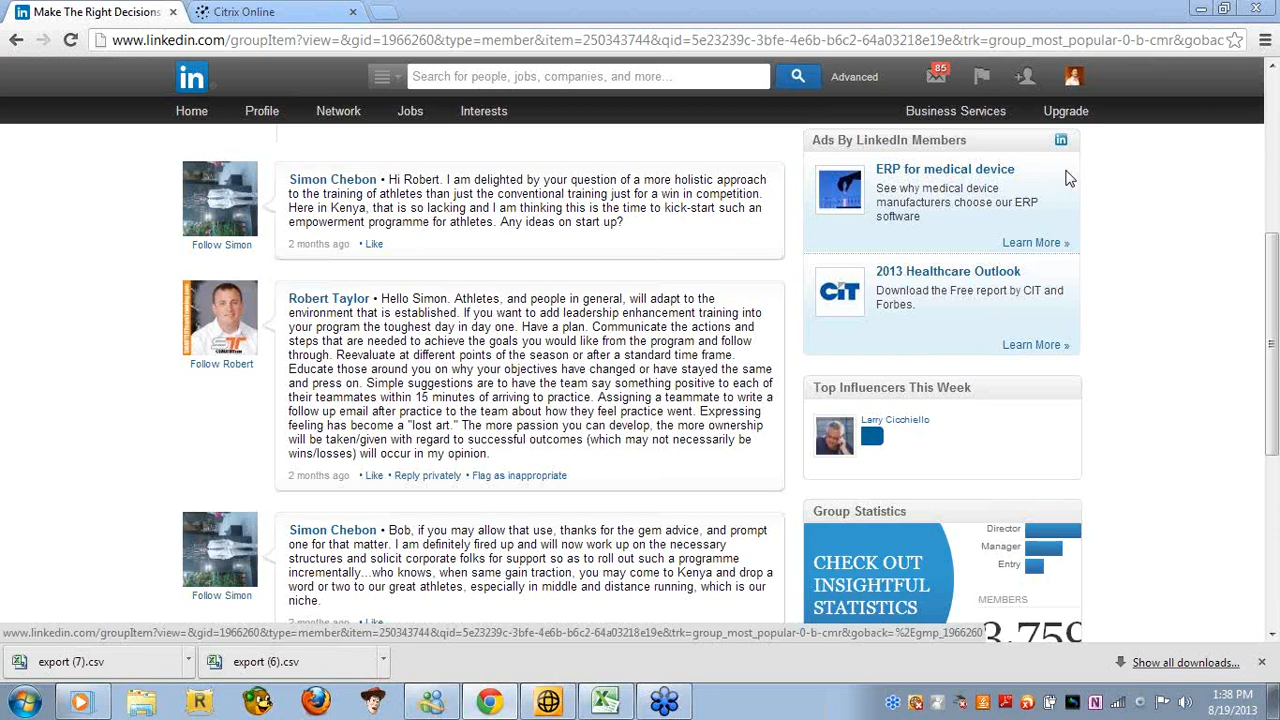 Make The Right Decisions
Citrix Online
www.linkedin.com/groupItem?view=&gid=1966260&type=member&item=250343744&qid=5e23239c-3bfe-4e6b-b6c2-64a03218e19e&trk=group_most_popular-0-b-cmr&gobac
in
Search for people, jobs, companies, and more...
Advanced
85
Home
Profile
Network
Jobs
Interests
Business Services
Upgrade
Simon Chebon • Hi Robert. I am delighted by your question of a more holistic approach
to the training of athletes than just the conventional training just for a win in competition.
Here in Kenya, that is so lacking and I am thinking this is the time to kick-start such an
empowerment programme for athletes. Any ideas on start up?
Follow Simon
2 months ago • Like
Robert Taylor • Hello Simon. Athletes, and people in general, will adapt to the
environment that is established. If you want to add leadership enhancement training into
your program the toughest day in day one. Have a plan. Communicate the actions and
steps that are needed to achieve the goals you would like from the program and follow
through. Reevaluate at different points of the season or after a standard time frame.
Educate those around you on why your objectives have changed or have stayed the same
and press on. Simple suggestions are to have the team say something positive to each of
their teammates within 15 minutes of arriving to practice. Assigning a teammate to write a
follow up email after practice to the team about how they feel practice went. Expressing
feeling has become a "lost art." The more passion you can develop, the more ownership
will be taken/given with regard to successful outcomes (which may not necessarily be
wins/losses) will occur in my opinion.
Follow Robert
2 months ago • Like • Reply privately • Flag as inappropriate
Simon Chebon • Bob, if you may allow that use, thanks for the gem advice, and prompt
one for that matter. I am definitely fired up and will now work up on the necessary
structures and solicit corporate folks for support so as to roll out such a programme
incrementally...who knows, when same gain traction, you may come to Kenya and drop a
word or two to our great athletes, especially in middle and distance running, which is our
niche.
Follow Simon
2 months ago • Like
Ads By LinkedIn Members
in
ERP for medical device
See why medical device
manufacturers choose our ERP
software
Learn More »
CiT
2013 Healthcare Outlook
Download the Free report by CIT and
Forbes.
Learn More »
Top Influencers This Week
Larry Cicchiello
Group Statistics
CHECK OUT
INSIGHTFUL
STATISTICS
Director
Manager
Entry
MEMBERS
3,759
www.linkedin.com/groupItem?view=&gid=1966260&type=member&item=250343744&qid=5e23239c-3bfe-4e6b-b6c2-64a03218e19e&trk=group_most_popular-0-b-cmr&goback=%2Egmp_1966260
export (7).csv
export (6).csv
Show all downloads...
1:38 PM
8/19/2013